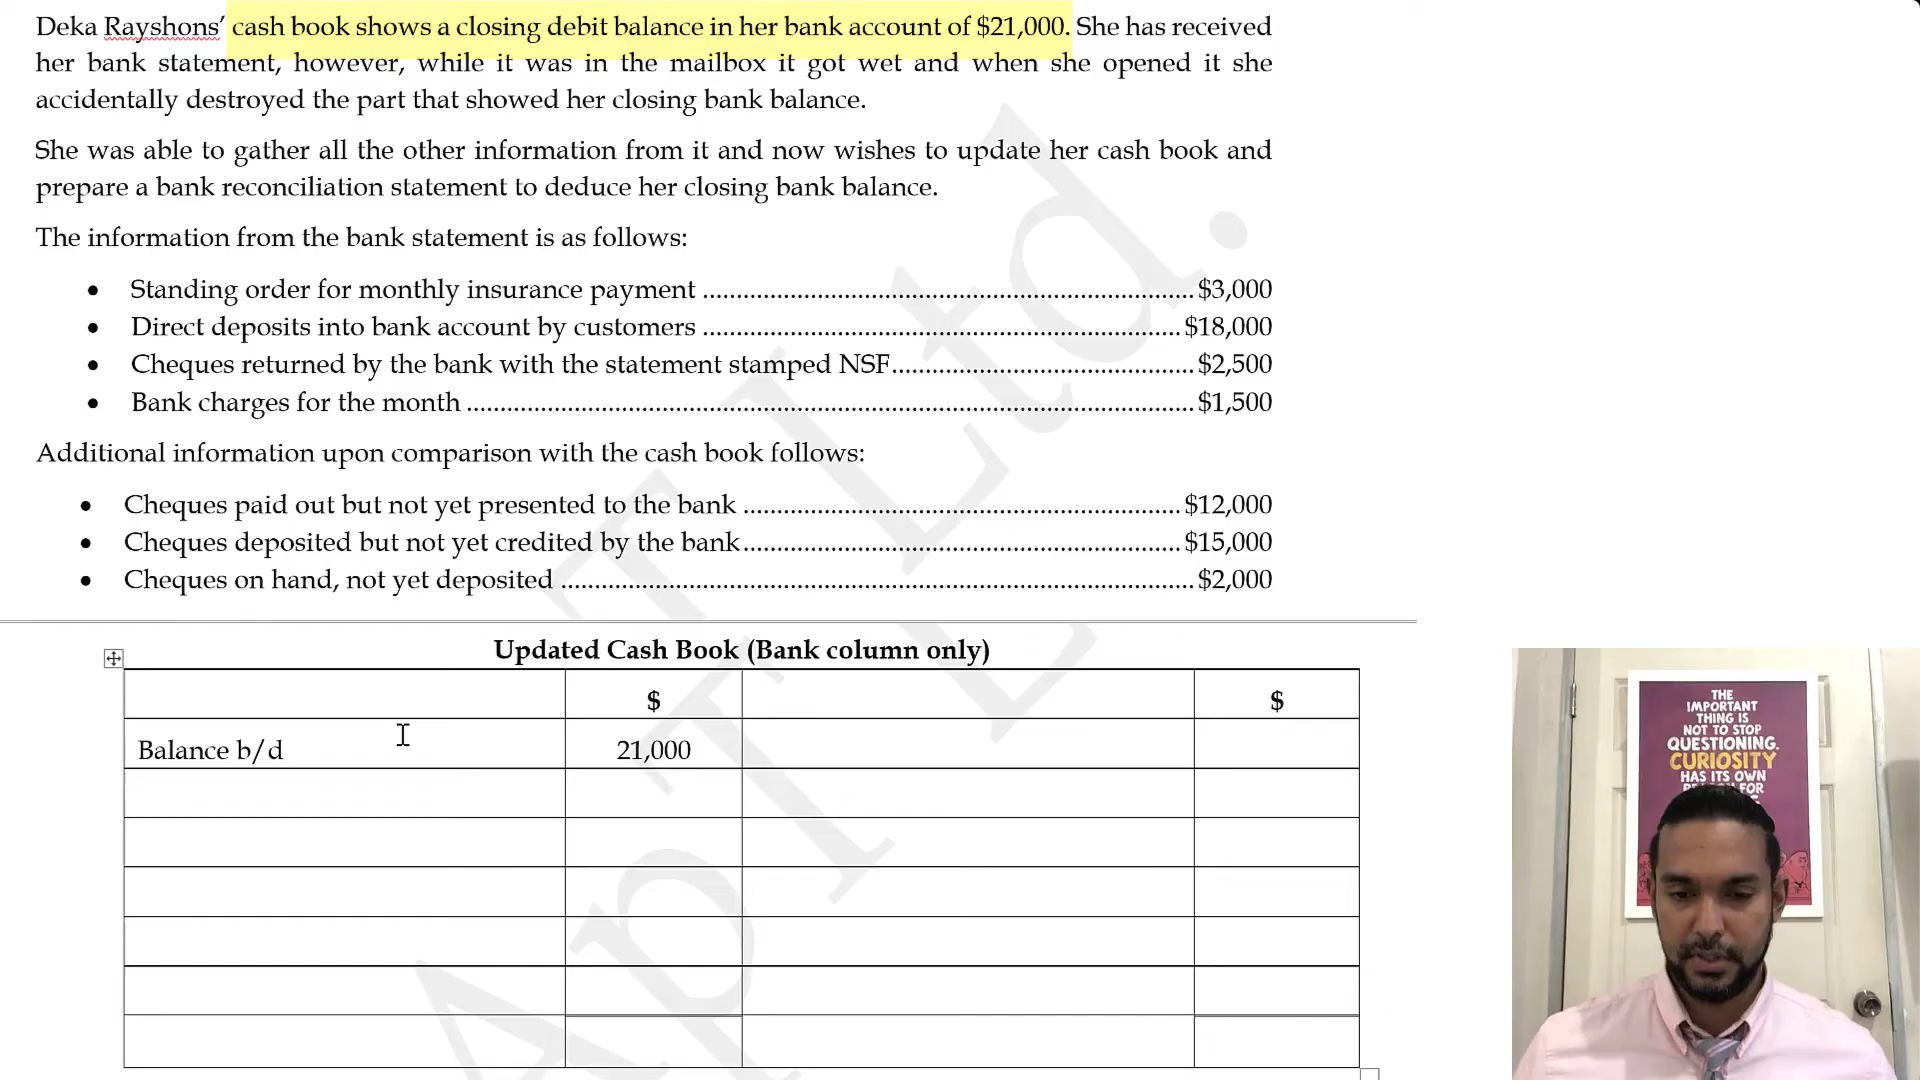 Deka Rayshons’ cash book shows a closing debit balance in her bank account of $21,000. She has received
her bank statement, however, while it was in the mailbox it got wet and when she opened it she
accidentally destroyed the part that showed her closing bank balance.
She was able to gather all the other information from it and now wishes to update her cash book and
prepare a bank reconciliation statement to deduce her closing bank balance.
The information from the bank statement is as follows:
• Standing order for monthly insurance payment ........ $3,000
• Direct deposits into bank account by customers ........ $18,000
• Cheques returned by the bank with the statement stamped NSF ........ $2,500
• Bank charges for the month ........ $1,500
Additional information upon comparison with the cash book follows:
• Cheques paid out but not yet presented to the bank ........ $12,000
• Cheques deposited but not yet credited by the bank ........ $15,000
• Cheques on hand, not yet deposited ........ $2,000
Updated Cash Book (Bank column only)
$ $
Balance b/d 21,000
ApT Ltd.
THE
IMPORTANT
THING IS
NOT TO STOP
QUESTIONING.
CURIOSITY
HAS ITS OWN
FOR